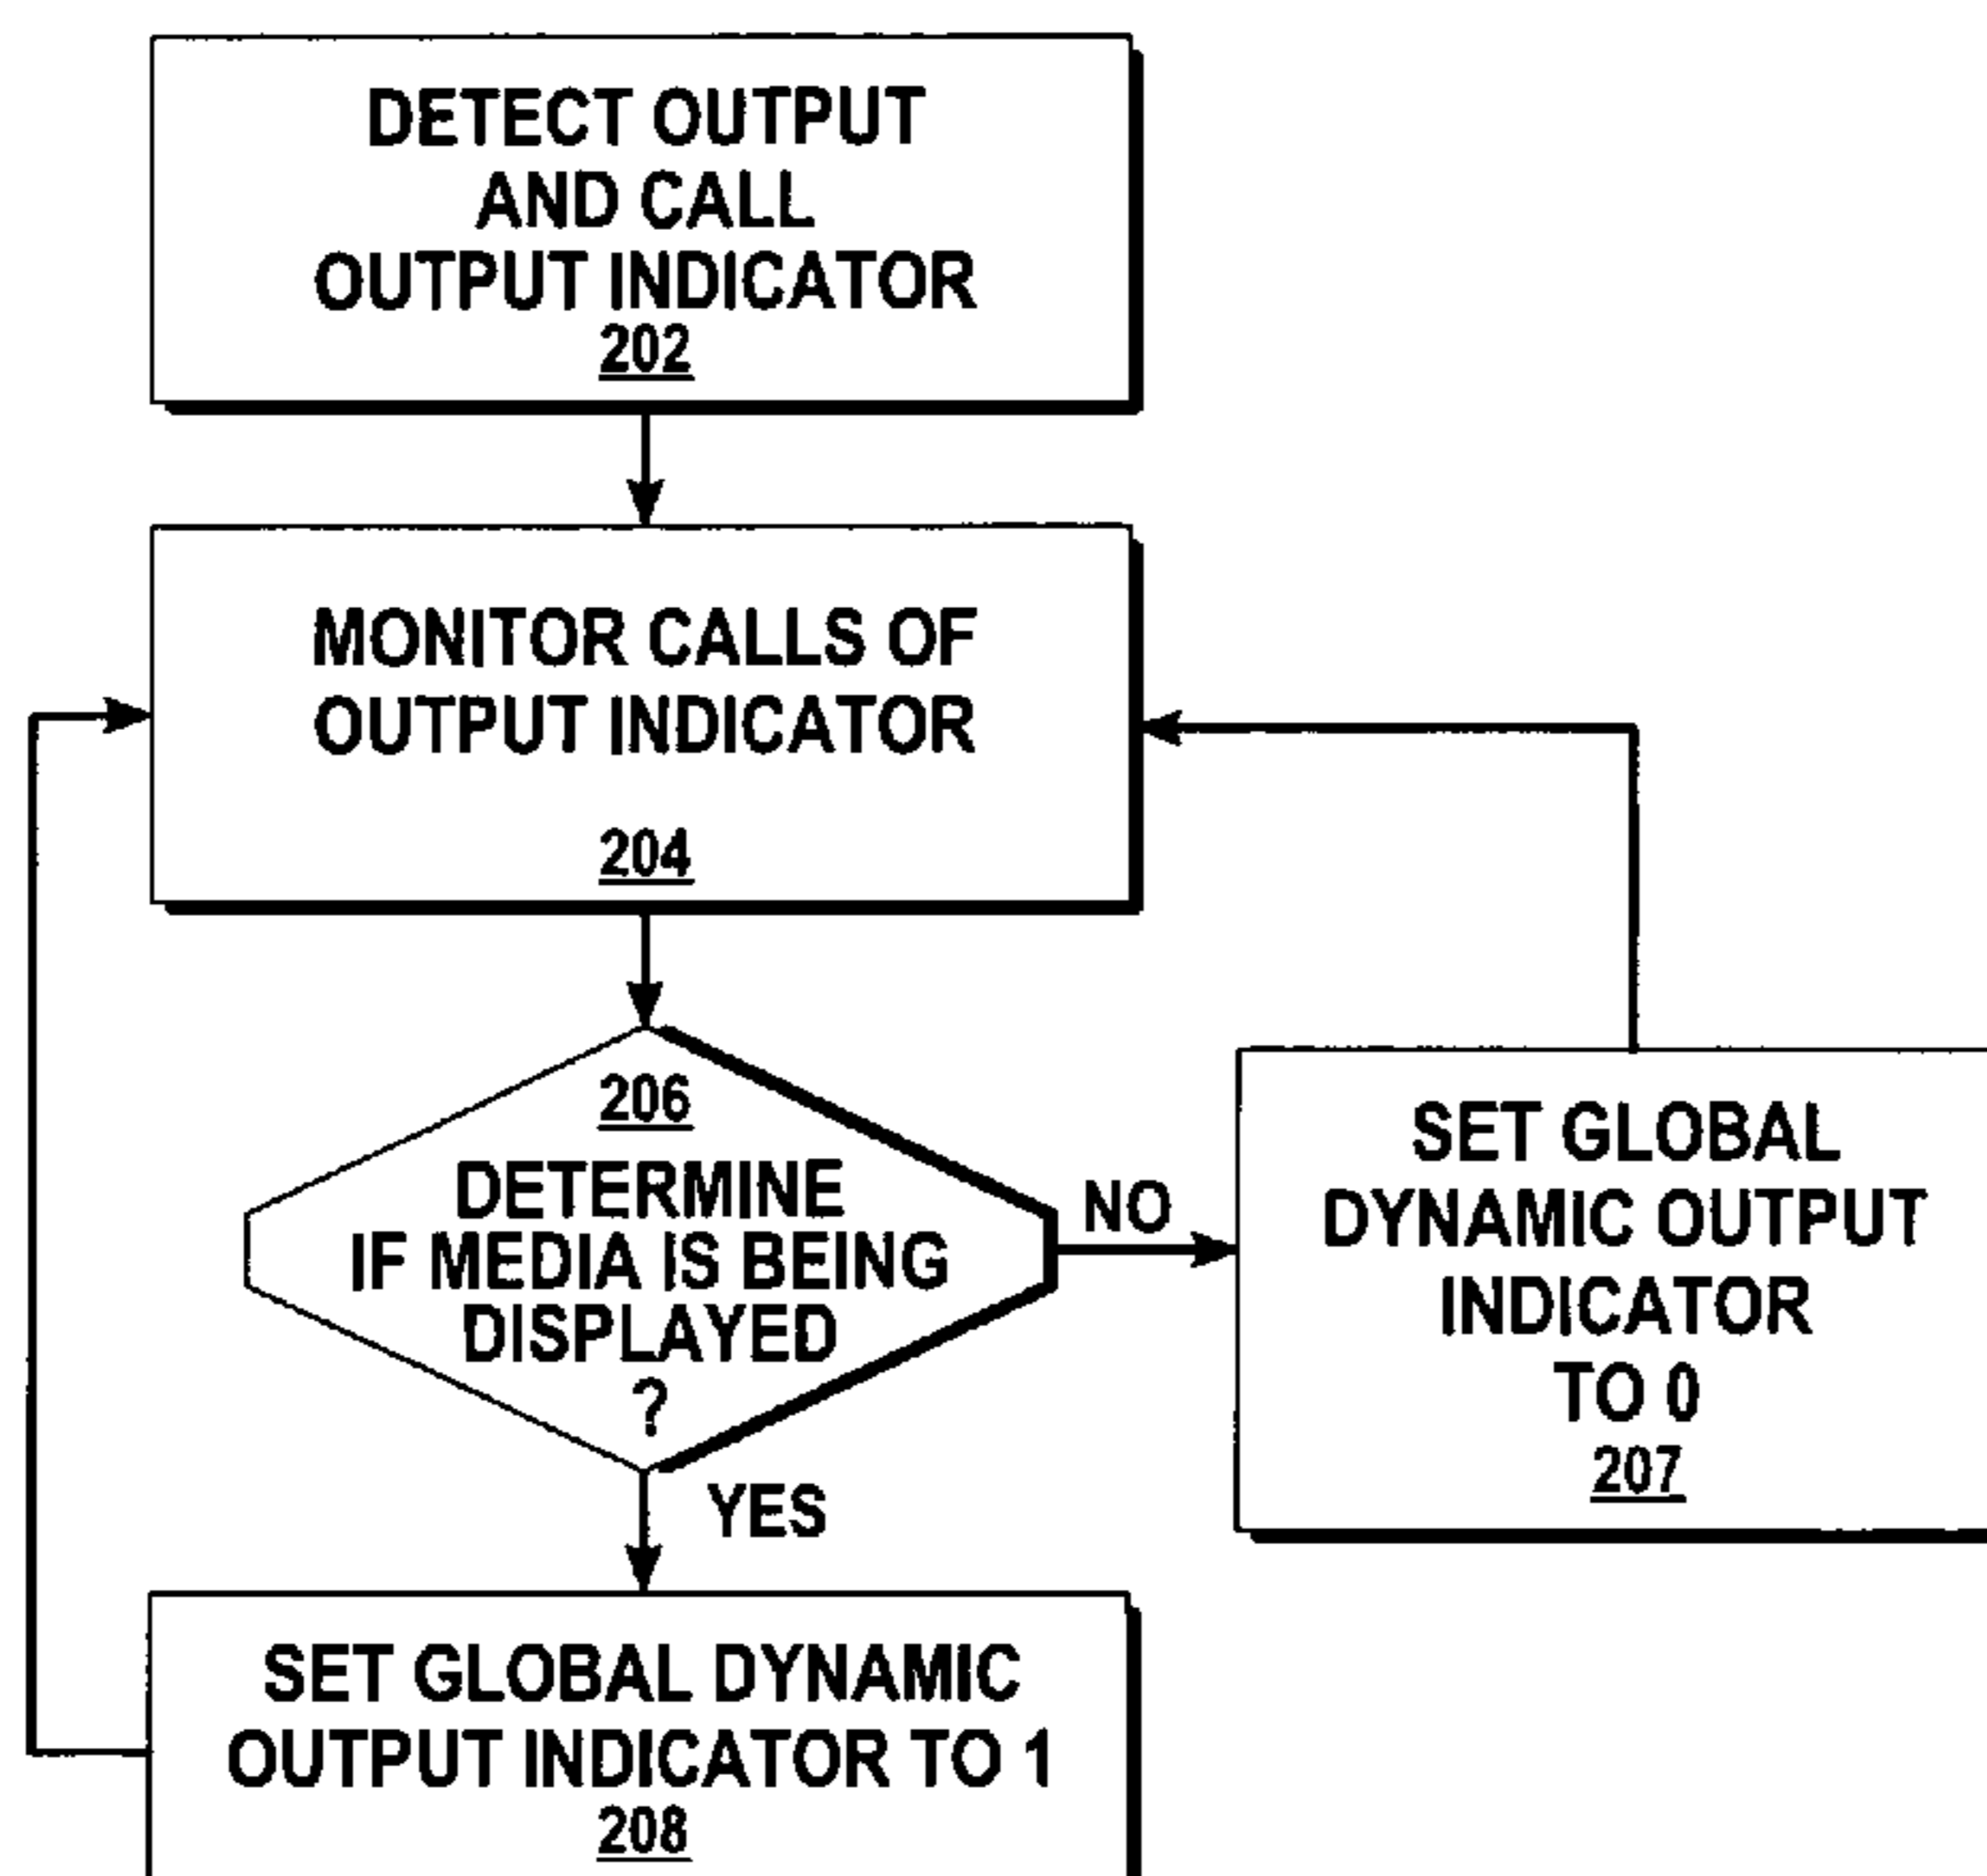 DETECT OUTPUT
AND CALL
OUTPUT INDICATOR
202
MONITOR CALLS OF
OUTPUT INDICATOR
204
206
DETERMINE
IF MEDIA IS BEING
DISPLAYED
?
NO
SET GLOBAL
DYNAMIC OUTPUT
INDICATOR
TO 0
207
YES
SET GLOBAL DYNAMIC
OUTPUT INDICATOR TO 1
208